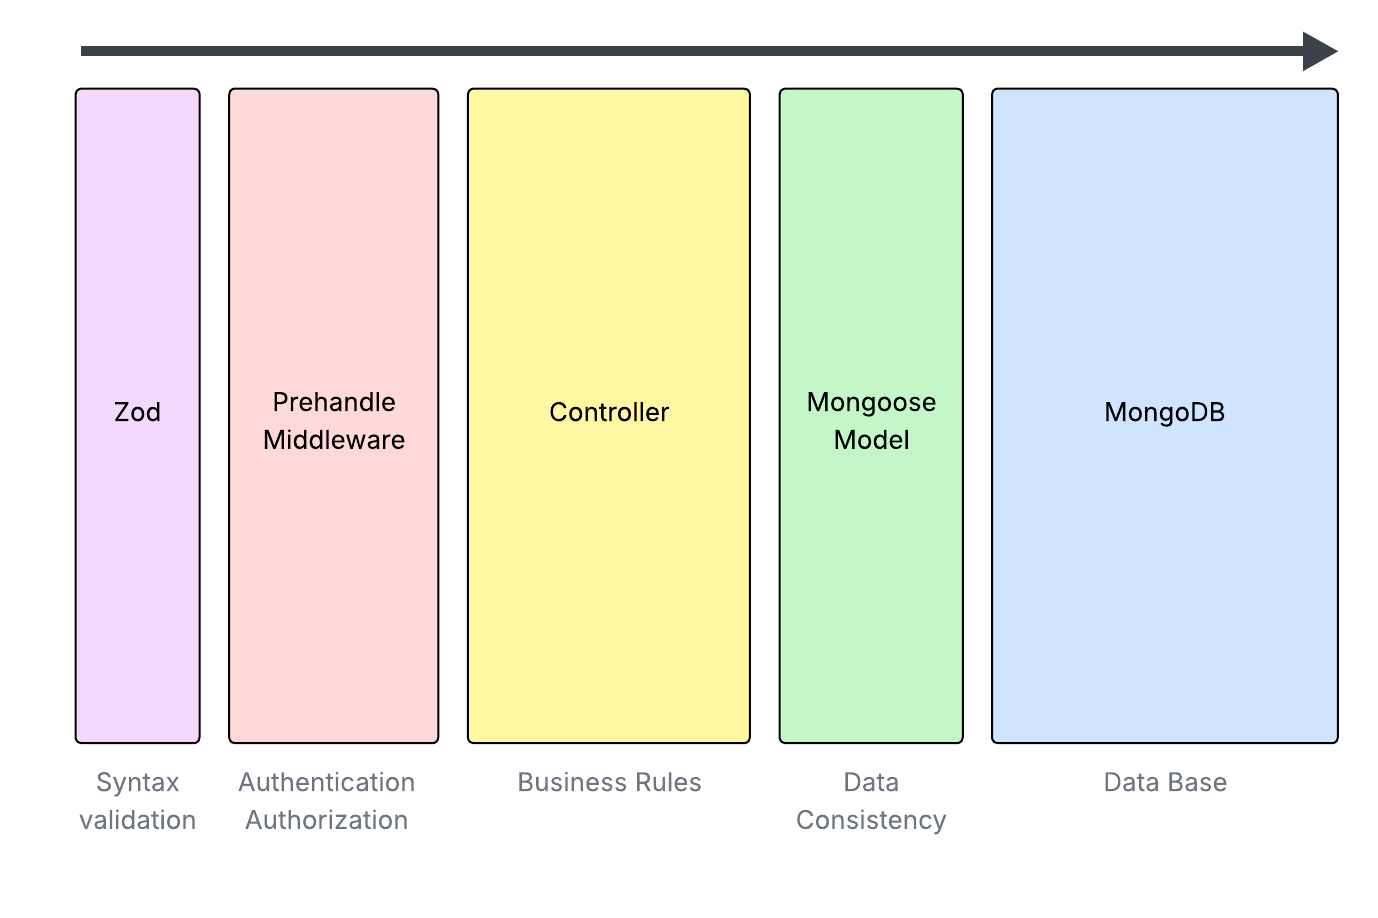 Zod
Prehandle
Middleware
Controller
Mongoose
Model
MongoDB
Syntax
validation
Authentication
Authorization
Business Rules
Data
Consistency
Data Base